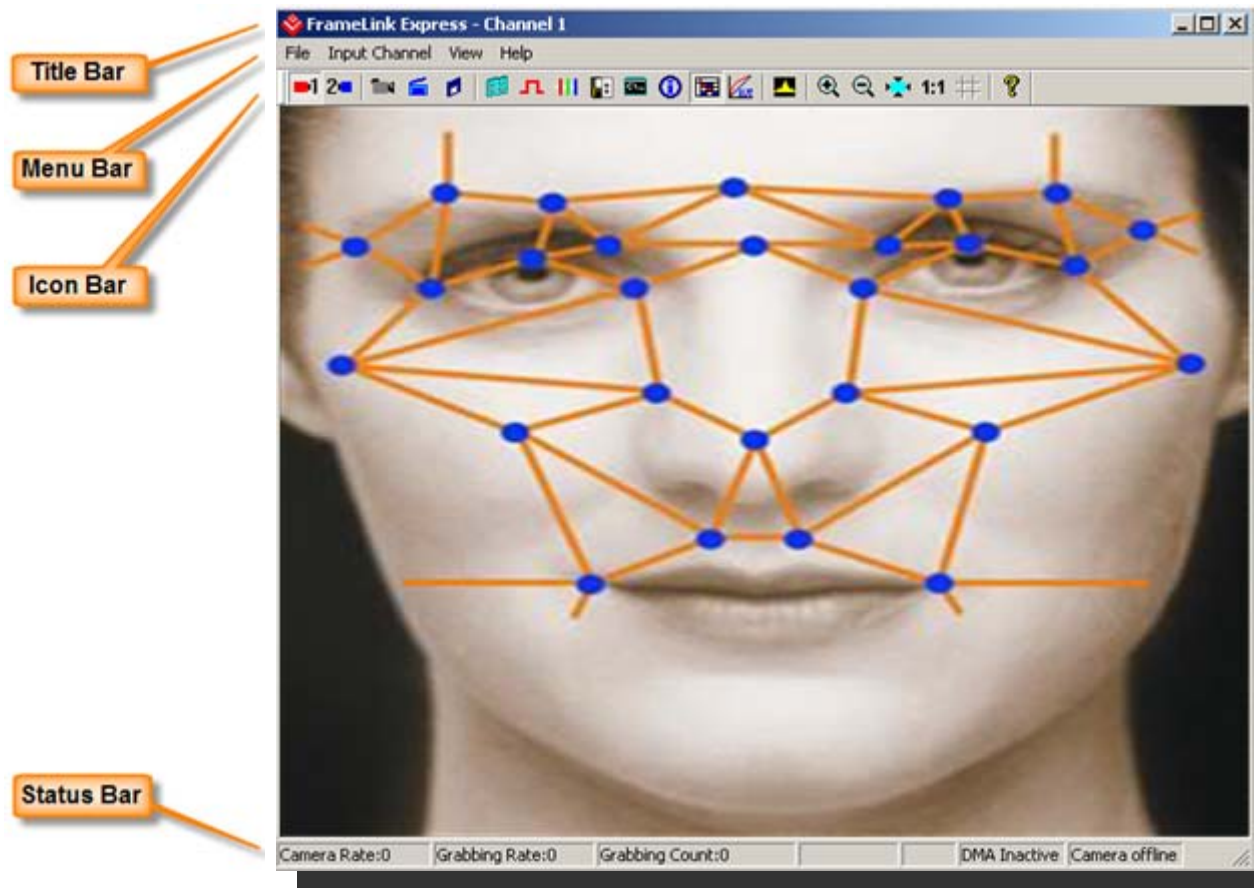 FrameLink Express - Channel 1
Title Bar
File Input Channel View Help
1 2 1:1 ?
Menu Bar
Icon Bar
Status Bar
Camera Rate:0 Grabbing Rate:0 Grabbing Count:0 DMA Inactive Camera offline